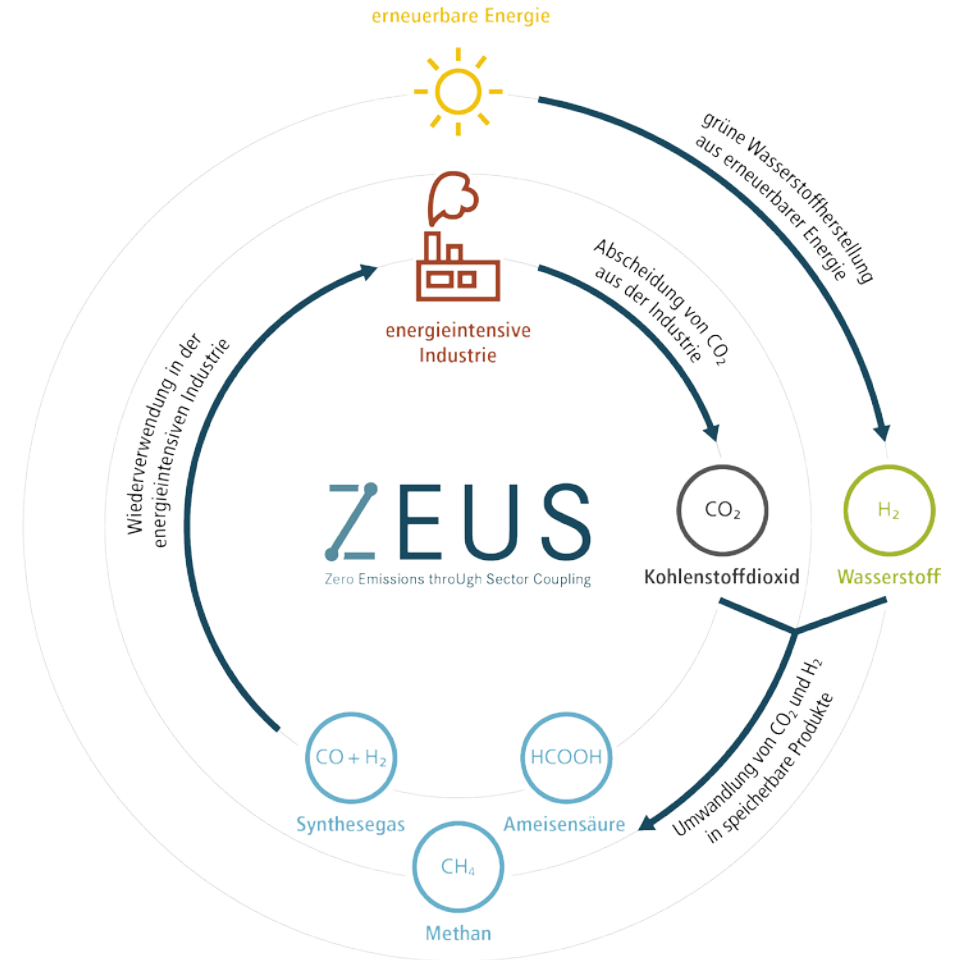 erneuerbare Energie
grüne Wasserstoffherstellung
aus erneuerbarer Energie
Abscheidung von CO₂
aus der Industrie
energieintensive
Industrie
Wiederverwendung in der
energieintensiven Industrie
ZEUS
Zero Emissions throUgh Sector Coupling
CO₂
Kohlenstoffdioxid
H₂
Wasserstoff
Umwandlung von CO₂ und H₂
in speicherbare Produkte
CO + H₂
Synthesegas
HCOOH
Ameisensäure
CH₄
Methan